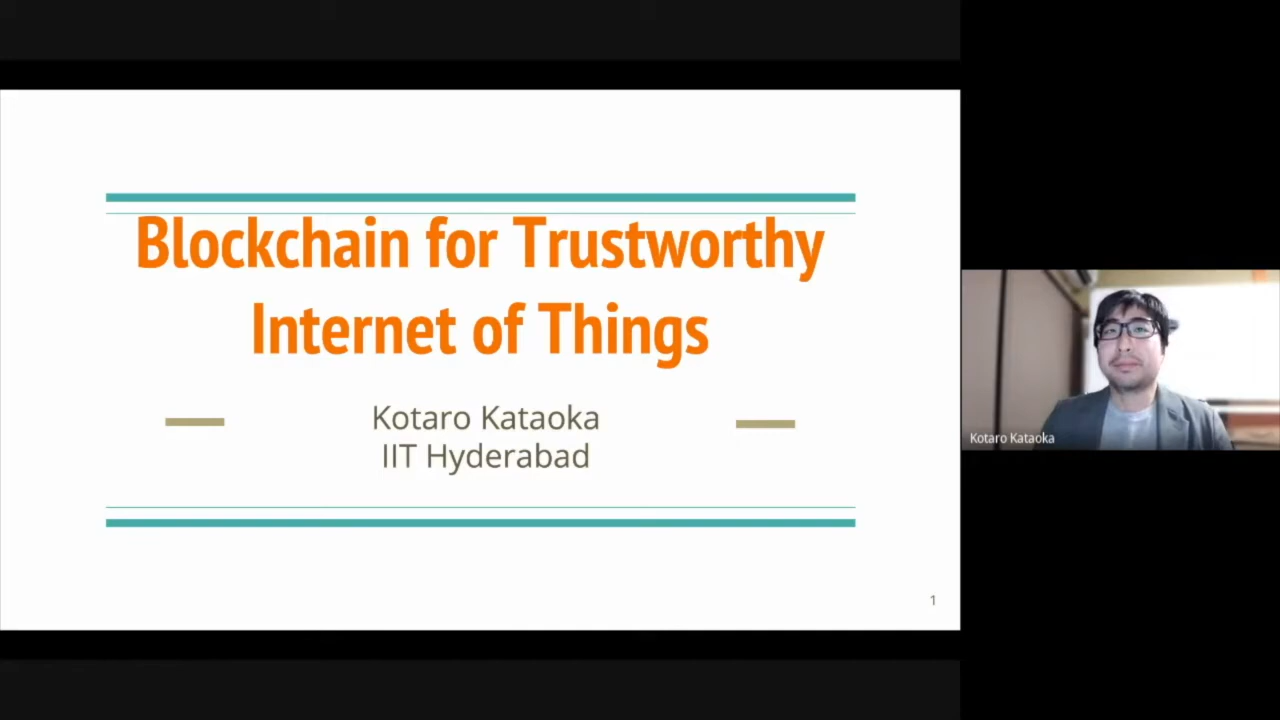 Blockchain for Trustworthy
Internet of Things
Kotaro Kataoka
IIT Hyderabad
1
Kotaro Kataoka